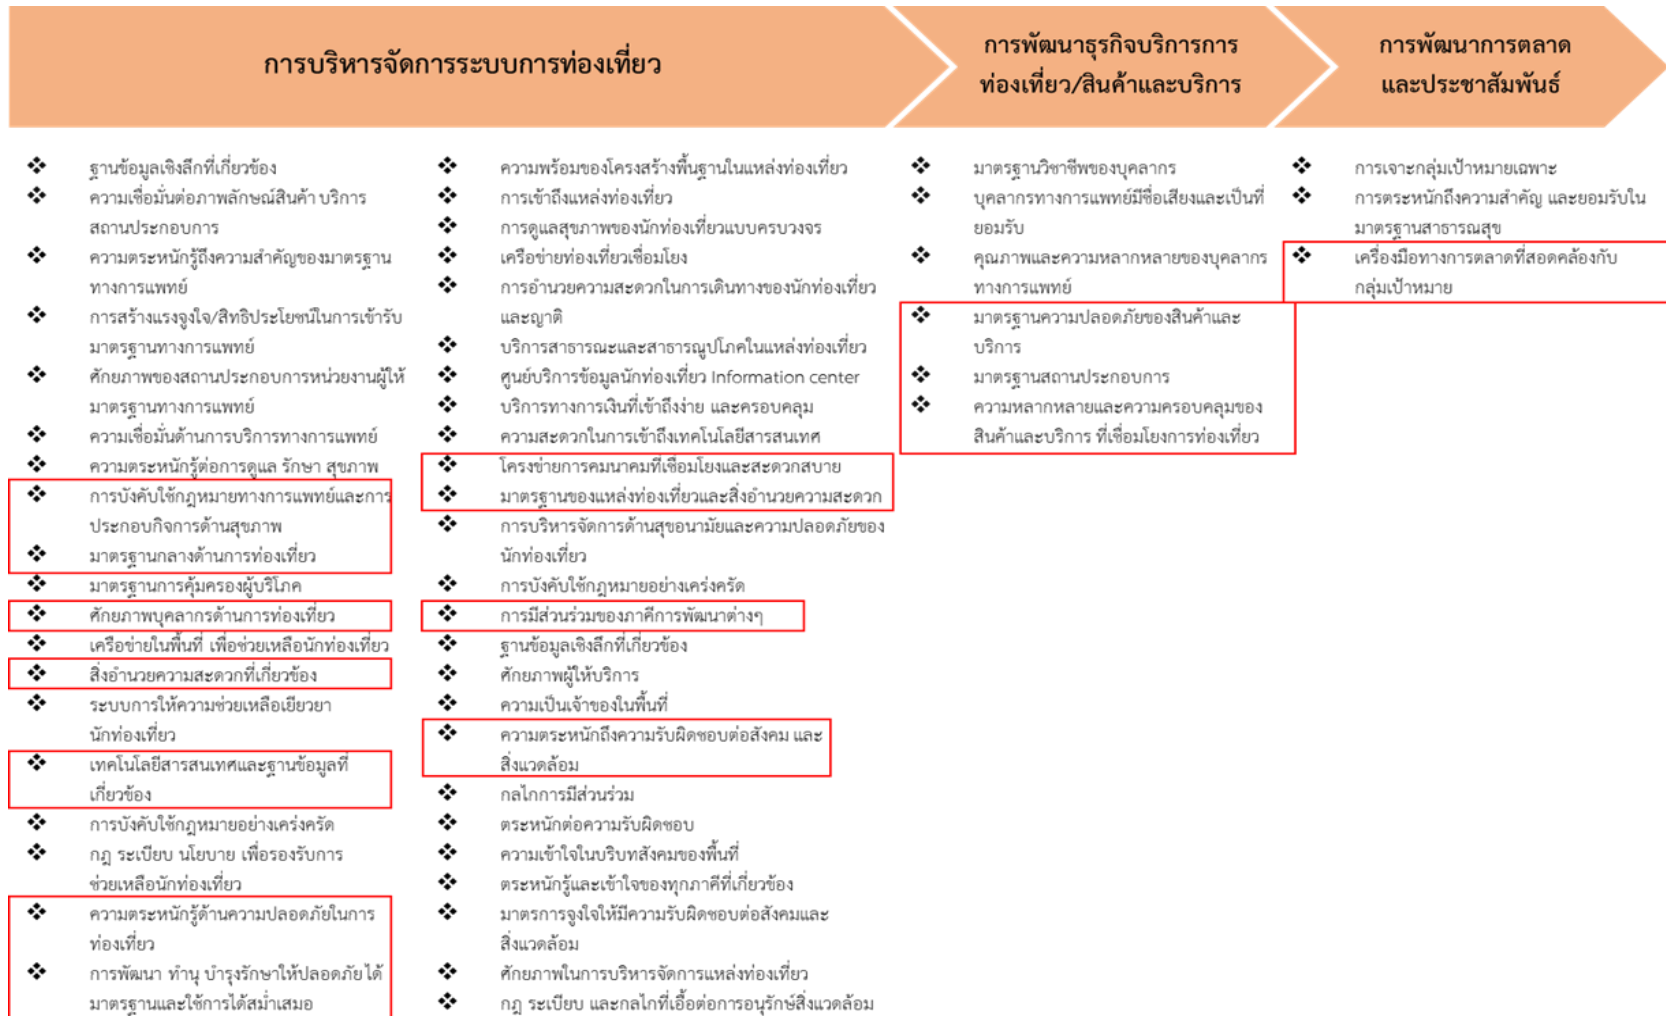 การบริหารจัดการระบบการท่องเที่ยว
การพัฒนาธุรกิจบริการการ
ท่องเที่ยว/สินค้าและบริการ
การพัฒนาการตลาด
และประชาสัมพันธ์
❖ ฐานข้อมูลเชิงลึกที่เกี่ยวข้อง
❖ ความเชื่อมั่นต่อภาพลักษณ์สินค้า บริการ
สถานประกอบการ
❖ ความตระหนักรู้ถึงความสำคัญของมาตรฐาน
ทางการแพทย์
❖ การสร้างแรงจูงใจ/สิทธิประโยชน์ในการเข้ารับ
มาตรฐานทางการแพทย์
❖ ศักยภาพของสถานประกอบการหน่วยงานผู้ให้
มาตรฐานทางการแพทย์
❖ ความเชื่อมั่นด้านการบริการทางการแพทย์
❖ ความตระหนักรู้ต่อการดูแล รักษา สุขภาพ
❖ การบังคับใช้กฎหมายทางการแพทย์และการ
ประกอบกิจการด้านสุขภาพ
❖ มาตรฐานกลางด้านการท่องเที่ยว
❖ มาตรฐานการคุ้มครองผู้บริโภค
❖ ศักยภาพบุคลากรด้านการท่องเที่ยว
❖ เครือข่ายในพื้นที่ เพื่อช่วยเหลือนักท่องเที่ยว
❖ สิ่งอำนวยความสะดวกที่เกี่ยวข้อง
❖ ระบบการให้ความช่วยเหลือเยียวยา
นักท่องเที่ยว
❖ เทคโนโลยีสารสนเทศและฐานข้อมูลที่
เกี่ยวข้อง
❖ การบังคับใช้กฎหมายอย่างเคร่งครัด
❖ กฎ ระเบียบ นโยบาย เพื่อรองรับการ
ช่วยเหลือนักท่องเที่ยว
❖ ความตระหนักรู้ด้านความปลอดภัยในการ
ท่องเที่ยว
❖ การพัฒนา ทำนุ บำรุงรักษาให้ปลอดภัย ได้
มาตรฐานและใช้การได้สม่ำเสมอ
❖ ความพร้อมของโครงสร้างพื้นฐานในแหล่งท่องเที่ยว
❖ การเข้าถึงแหล่งท่องเที่ยว
❖ การดูแลสุขภาพของนักท่องเที่ยวแบบครบวงจร
❖ เครือข่ายท่องเที่ยวเชื่อมโยง
❖ การอำนวยความสะดวกในการเดินทางของนักท่องเที่ยว
และญาติ
❖ บริการสาธารณะและสาธารณูปโภคในแหล่งท่องเที่ยว
❖ ศูนย์บริการข้อมูลนักท่องเที่ยว Information center
❖ บริการทางการเงินที่เข้าถึงง่าย และครอบคลุม
❖ ความสะดวกในการเข้าถึงเทคโนโลยีสารสนเทศ
❖ โครงข่ายการคมนาคมที่เชื่อมโยงและสะดวกสบาย
❖ มาตรฐานของแหล่งท่องเที่ยวและสิ่งอำนวยความสะดวก
❖ การบริหารจัดการด้านสุขอนามัยและความปลอดภัยของ
นักท่องเที่ยว
❖ การบังคับใช้กฎหมายอย่างเคร่งครัด
❖ การมีส่วนร่วมของภาคีการพัฒนาต่างๆ
❖ ฐานข้อมูลเชิงลึกที่เกี่ยวข้อง
❖ ศักยภาพผู้ให้บริการ
❖ ความเป็นเจ้าของในพื้นที่
❖ ความตระหนักถึงความรับผิดชอบต่อสังคม และ
สิ่งแวดล้อม
❖ กลไกการมีส่วนร่วม
❖ ตระหนักต่อความรับผิดชอบ
❖ ความเข้าใจในบริบทสังคมของพื้นที่
❖ ตระหนักรู้และเข้าใจของทุกภาคีที่เกี่ยวข้อง
❖ มาตรการจูงใจให้มีความรับผิดชอบต่อสังคมและ
สิ่งแวดล้อม
❖ ศักยภาพในการบริหารจัดการแหล่งท่องเที่ยว
❖ กฎ ระเบียบ และกลไกที่เอื้อต่อการอนุรักษ์สิ่งแวดล้อม
❖ มาตรฐานวิชาชีพของบุคลากร
❖ บุคลากรทางการแพทย์มีชื่อเสียงและเป็นที่
ยอมรับ
❖ คุณภาพและความหลากหลายของบุคลากร
ทางการแพทย์
❖ มาตรฐานความปลอดภัยของสินค้าและ
บริการ
❖ มาตรฐานสถานประกอบการ
❖ ความหลากหลายและความครอบคลุมของ
สินค้าและบริการ ที่เชื่อมโยงการท่องเที่ยว
❖ การเจาะกลุ่มเป้าหมายเฉพาะ
❖ การตระหนักถึงความสำคัญ และยอมรับใน
มาตรฐานสาธารณสุข
❖ เครื่องมือทางการตลาดที่สอดคล้องกับ
กลุ่มเป้าหมาย